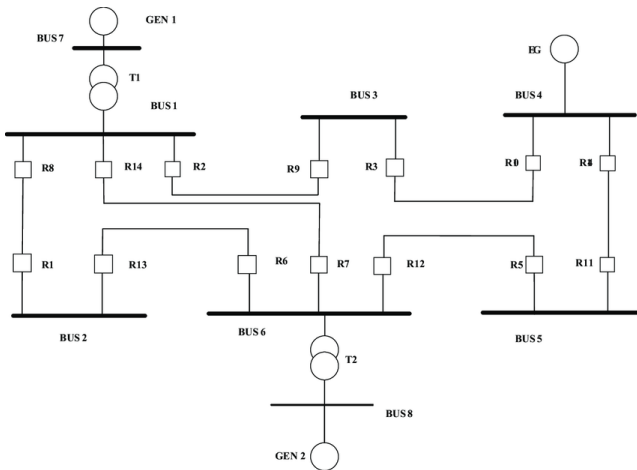 GEN 1
BUS 7
EG
T1
BUS 4
BUS 3
BUS 1
R8
R14
R2
R9
R3
R1
R13
R6
R7
R12
R5
R11
BUS 6
BUS 2
BUS 5
T2
BUS 8
GEN 2